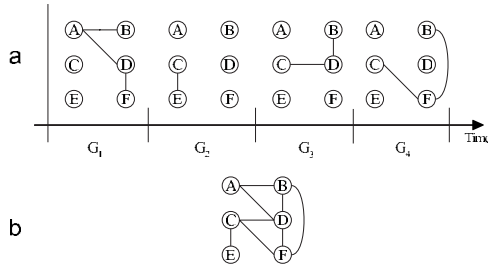 a
A B A B A B A B
C D C D C D C D
E F E F E F E F
Time
G1 G2 G3 G4
b
A B
C D
E F